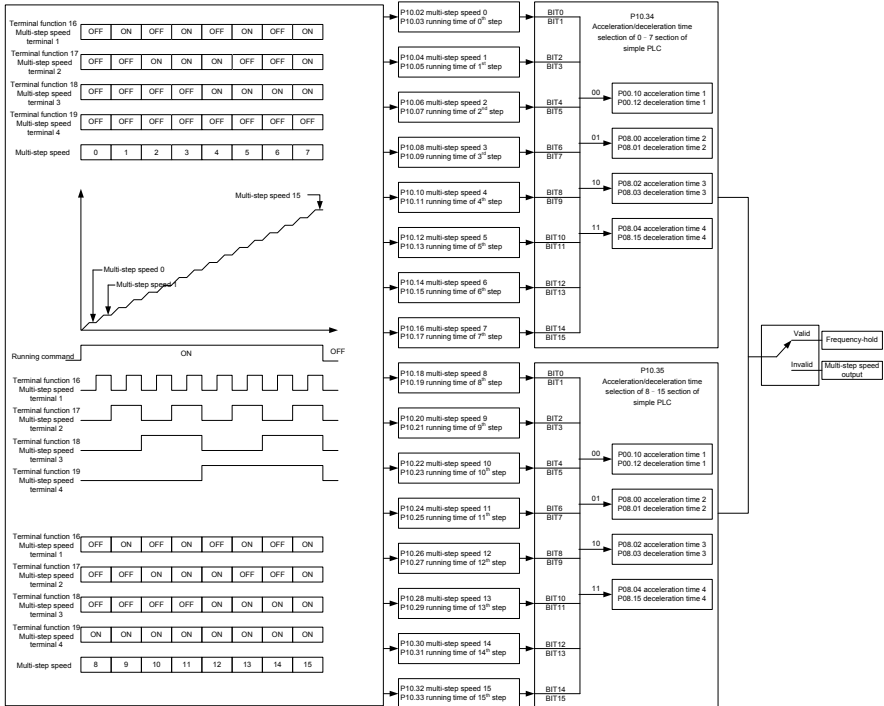 Terminal function 16
Multi-step speed
terminal 1
OFF ON OFF ON OFF ON OFF ON
Terminal function 17
Multi-step speed
terminal 2
OFF OFF ON ON OFF OFF ON ON
Terminal function 18
Multi-step speed
terminal 3
OFF OFF OFF OFF ON ON ON ON
Terminal function 19
Multi-step speed
terminal 4
OFF OFF OFF OFF OFF OFF OFF OFF
Multi-step speed
0 1 2 3 4 5 6 7
Multi-step speed 15
Multi-step speed 0
Multi-step speed 1
Running command
ON
OFF
Terminal function 16
Multi-step speed
terminal 1
Terminal function 17
Multi-step speed
terminal 2
Terminal function 18
Multi-step speed
terminal 3
Terminal function 19
Multi-step speed
terminal 4
Terminal function 16
Multi-step speed
terminal 1
OFF ON OFF ON OFF ON OFF ON
Terminal function 17
Multi-step speed
terminal 2
OFF OFF ON ON OFF OFF ON ON
Terminal function 18
Multi-step speed
terminal 3
OFF OFF OFF OFF ON ON ON ON
Terminal function 19
Multi-step speed
terminal 4
ON ON ON ON ON ON ON ON
Multi-step speed
8 9 10 11 12 13 14 15
P10.02 multi-step speed 0
P10.03 running time of 0th step
P10.04 multi-step speed 1
P10.05 running time of 1st step
P10.06 multi-step speed 2
P10.07 running time of 2nd step
P10.08 multi-step speed 3
P10.09 running time of 3rd step
P10.10 multi-step speed 4
P10.11 running time of 4th step
P10.12 multi-step speed 5
P10.13 running time of 5th step
P10.14 multi-step speed 6
P10.15 running time of 6th step
P10.16 multi-step speed 7
P10.17 running time of 7th step
P10.18 multi-step speed 8
P10.19 running time of 8th step
P10.20 multi-step speed 9
P10.21 running time of 9th step
P10.22 multi-step speed 10
P10.23 running time of 10th step
P10.24 multi-step speed 11
P10.25 running time of 11th step
P10.26 multi-step speed 12
P10.27 running time of 12th step
P10.28 multi-step speed 13
P10.29 running time of 13th step
P10.30 multi-step speed 14
P10.31 running time of 14th step
P10.32 multi-step speed 15
P10.33 running time of 15th step
BIT0
BIT1
BIT2
BIT3
BIT4
BIT5
BIT6
BIT7
BIT8
BIT9
BIT10
BIT11
BIT12
BIT13
BIT14
BIT15
P10.34
Acceleration/deceleration time
selection of 0 - 7 section of
simple PLC
00
P00.10 acceleration time 1
P00.12 deceleration time 1
01
P08.00 acceleration time 2
P08.01 deceleration time 2
10
P08.02 acceleration time 3
P08.03 deceleration time 3
11
P08.04 acceleration time 4
P08.15 deceleration time 4
BIT0
BIT1
BIT2
BIT3
BIT4
BIT5
BIT6
BIT7
BIT8
BIT9
BIT10
BIT11
BIT12
BIT13
BIT14
BIT15
P10.35
Acceleration/deceleration time
selection of 8 - 15 section of
simple PLC
00
P00.10 acceleration time 1
P00.12 deceleration time 1
01
P08.00 acceleration time 2
P08.01 deceleration time 2
10
P08.02 acceleration time 3
P08.03 deceleration time 3
11
P08.04 acceleration time 4
P08.15 deceleration time 4
Valid
Frequency-hold
Invalid
Multi-step speed
output